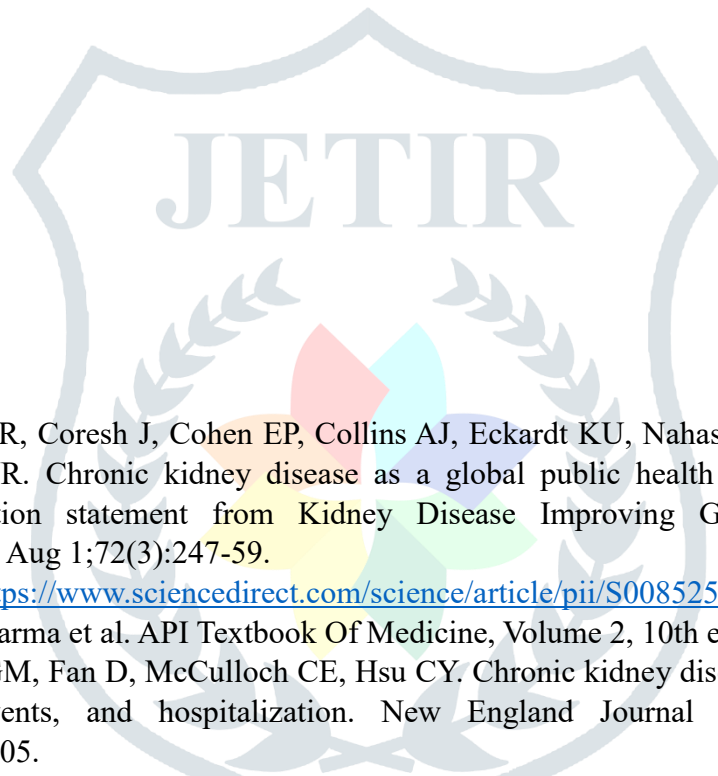 JETIR
R, Coresh J, Cohen EP, Collins AJ, Eckardt KU, Nahas
R. Chronic kidney disease as a global public health
tion statement from Kidney Disease Improving G
Aug 1;72(3):247-59.
tps://www.sciencedirect.com/science/article/pii/S008525
arma et al. API Textbook Of Medicine, Volume 2, 10th e
GM, Fan D, McCulloch CE, Hsu CY. Chronic kidney dis
ents, and hospitalization. New England Journal
05.